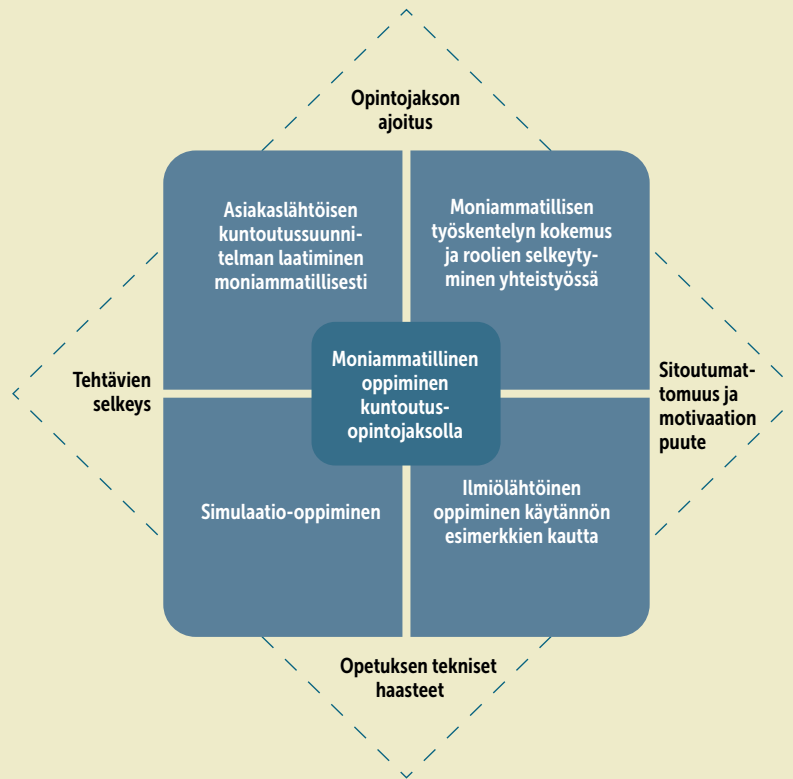 Opintojakson
ajoitus
Asiakaslähtöisen
kuntoutussuunni-
telman laatiminen
moniammatillisesti
Moniammatillisen
työskentelyn kokemus
ja roolien selkeyty-
minen yhteistyössä
Tehtävien
selkeys
Moniammatillinen
oppiminen
kuntoutus-
opintojaksolla
Sitoutumat-
tomuus ja
motivaation
puute
Simulaatio-oppiminen
Ilmiölähtöinen
oppiminen käytännön
esimerkkien kautta
Opetuksen tekniset
haasteet